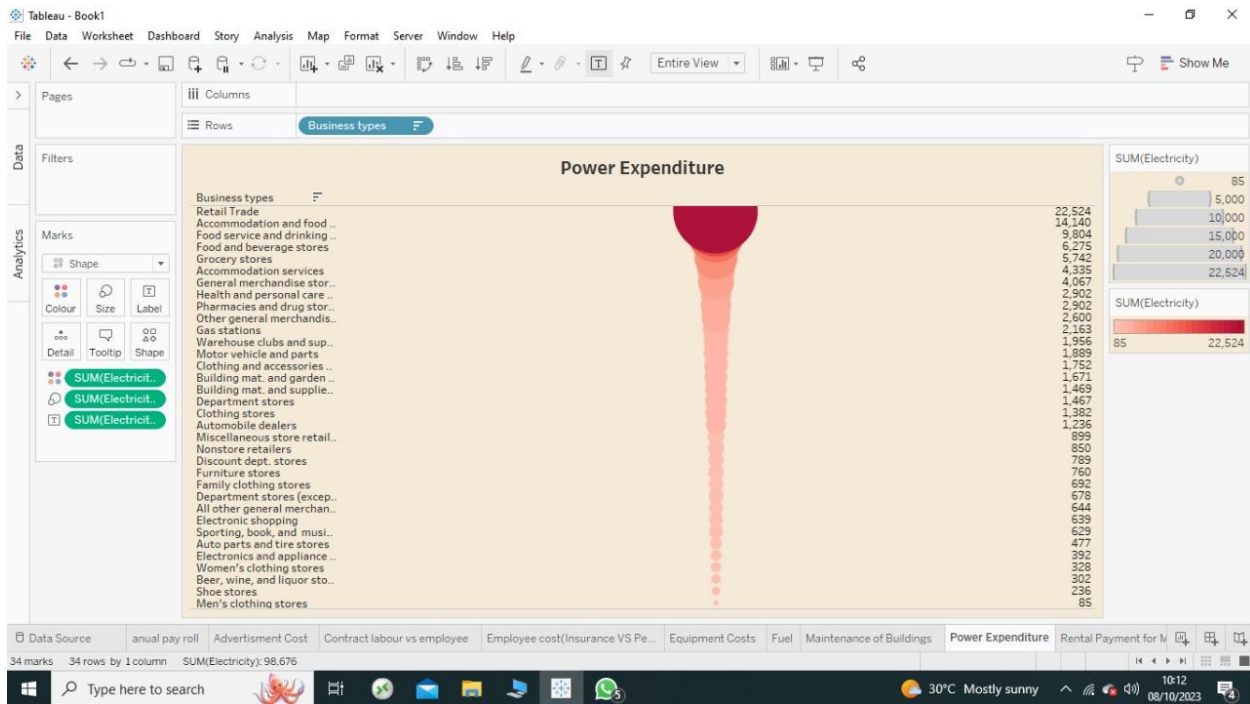 Tableau - Book1
File Data Worksheet Dashboard Story Analysis Map Format Server Window Help
Entire View
Show Me
Pages
Columns
Rows
Business types
Data
Analytics
Filters
Marks
Shape
Colour Size Label
Detail Tooltip Shape
SUM(Electricit..
SUM(Electricit..
SUM(Electricit..
Power Expenditure
Business types
Retail Trade 22,524
Accommodation and food .. 14,140
Food service and drinking .. 9,804
Food and beverage stores 6,275
Grocery stores 5,742
Accommodation services 4,335
General merchandise stor.. 4,067
Health and personal care .. 2,902
Pharmacies and drug stor.. 2,902
Other general merchandis.. 2,600
Gas stations 2,163
Warehouse clubs and sup.. 1,956
Motor vehicle and parts 1,889
Clothing and accessories .. 1,752
Building mat. and garden .. 1,671
Building mat. and supplie.. 1,469
Department stores 1,467
Clothing stores 1,382
Automobile dealers 1,236
Miscellaneous store retail.. 899
Nonstore retailers 850
Discount dept. stores 789
Furniture stores 760
Family clothing stores 692
Department stores (excep.. 678
All other general merchan.. 644
Electronic shopping 639
Sporting, book, and musi.. 629
Auto parts and tire stores 477
Electronics and appliance .. 392
Women's clothing stores 328
Beer, wine, and liquor sto.. 302
Shoe stores 236
Men's clothing stores 85
SUM(Electricity)
85
5,000
10,000
15,000
20,000
22,524
SUM(Electricity)
85 22,524
Data Source anual pay roll Advertisment Cost Contract labour vs employee Employee cost(Insurance VS Pe... Equipment Costs Fuel Maintenance of Buildings Power Expenditure Rental Payment for M
34 marks 34 rows by 1 column SUM(Electricity): 98,676
Type here to search
5
30°C Mostly sunny
10:12
08/10/2023
4